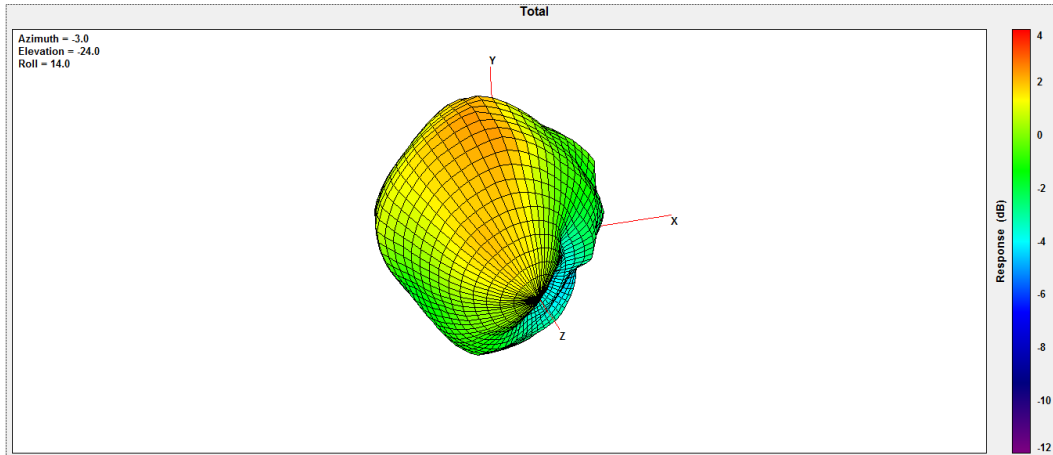 Total
Azimuth = -3.0
Elevation = -24.0
Roll = 14.0
Y
X
Z
4
2
0
-2
-4
-6
-8
-10
-12
Response (dB)